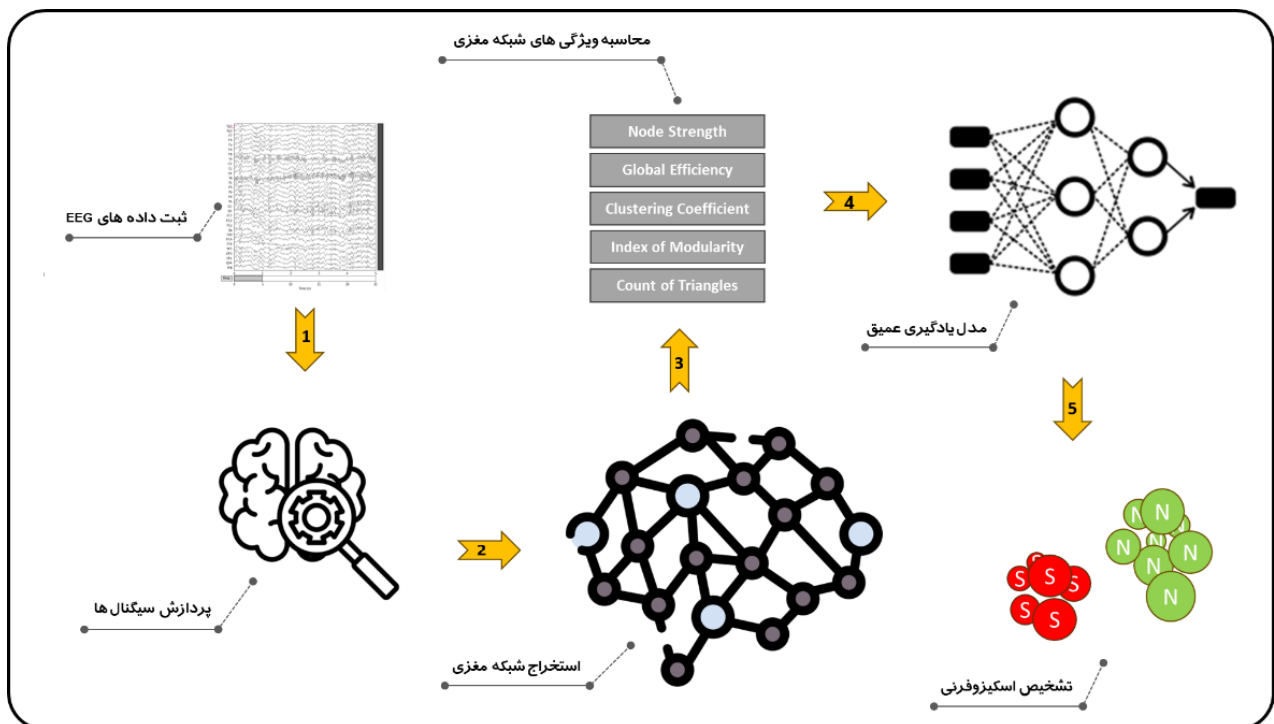 محاسبه ویژگی های شبکه مغزی
Node Strength
Global Efficiency
Clustering Coefficient
Index of Modularity
Count of Triangles
ثبت داده های EEG
1
2
3
4
5
مدل یادگیری عمیق
پردازش سیگنال ها
استخراج شبکه مغزی
تشخیص اسکیزوفرنی
S
S
S
S
S
S
N
N
N
N
N
N
N
N